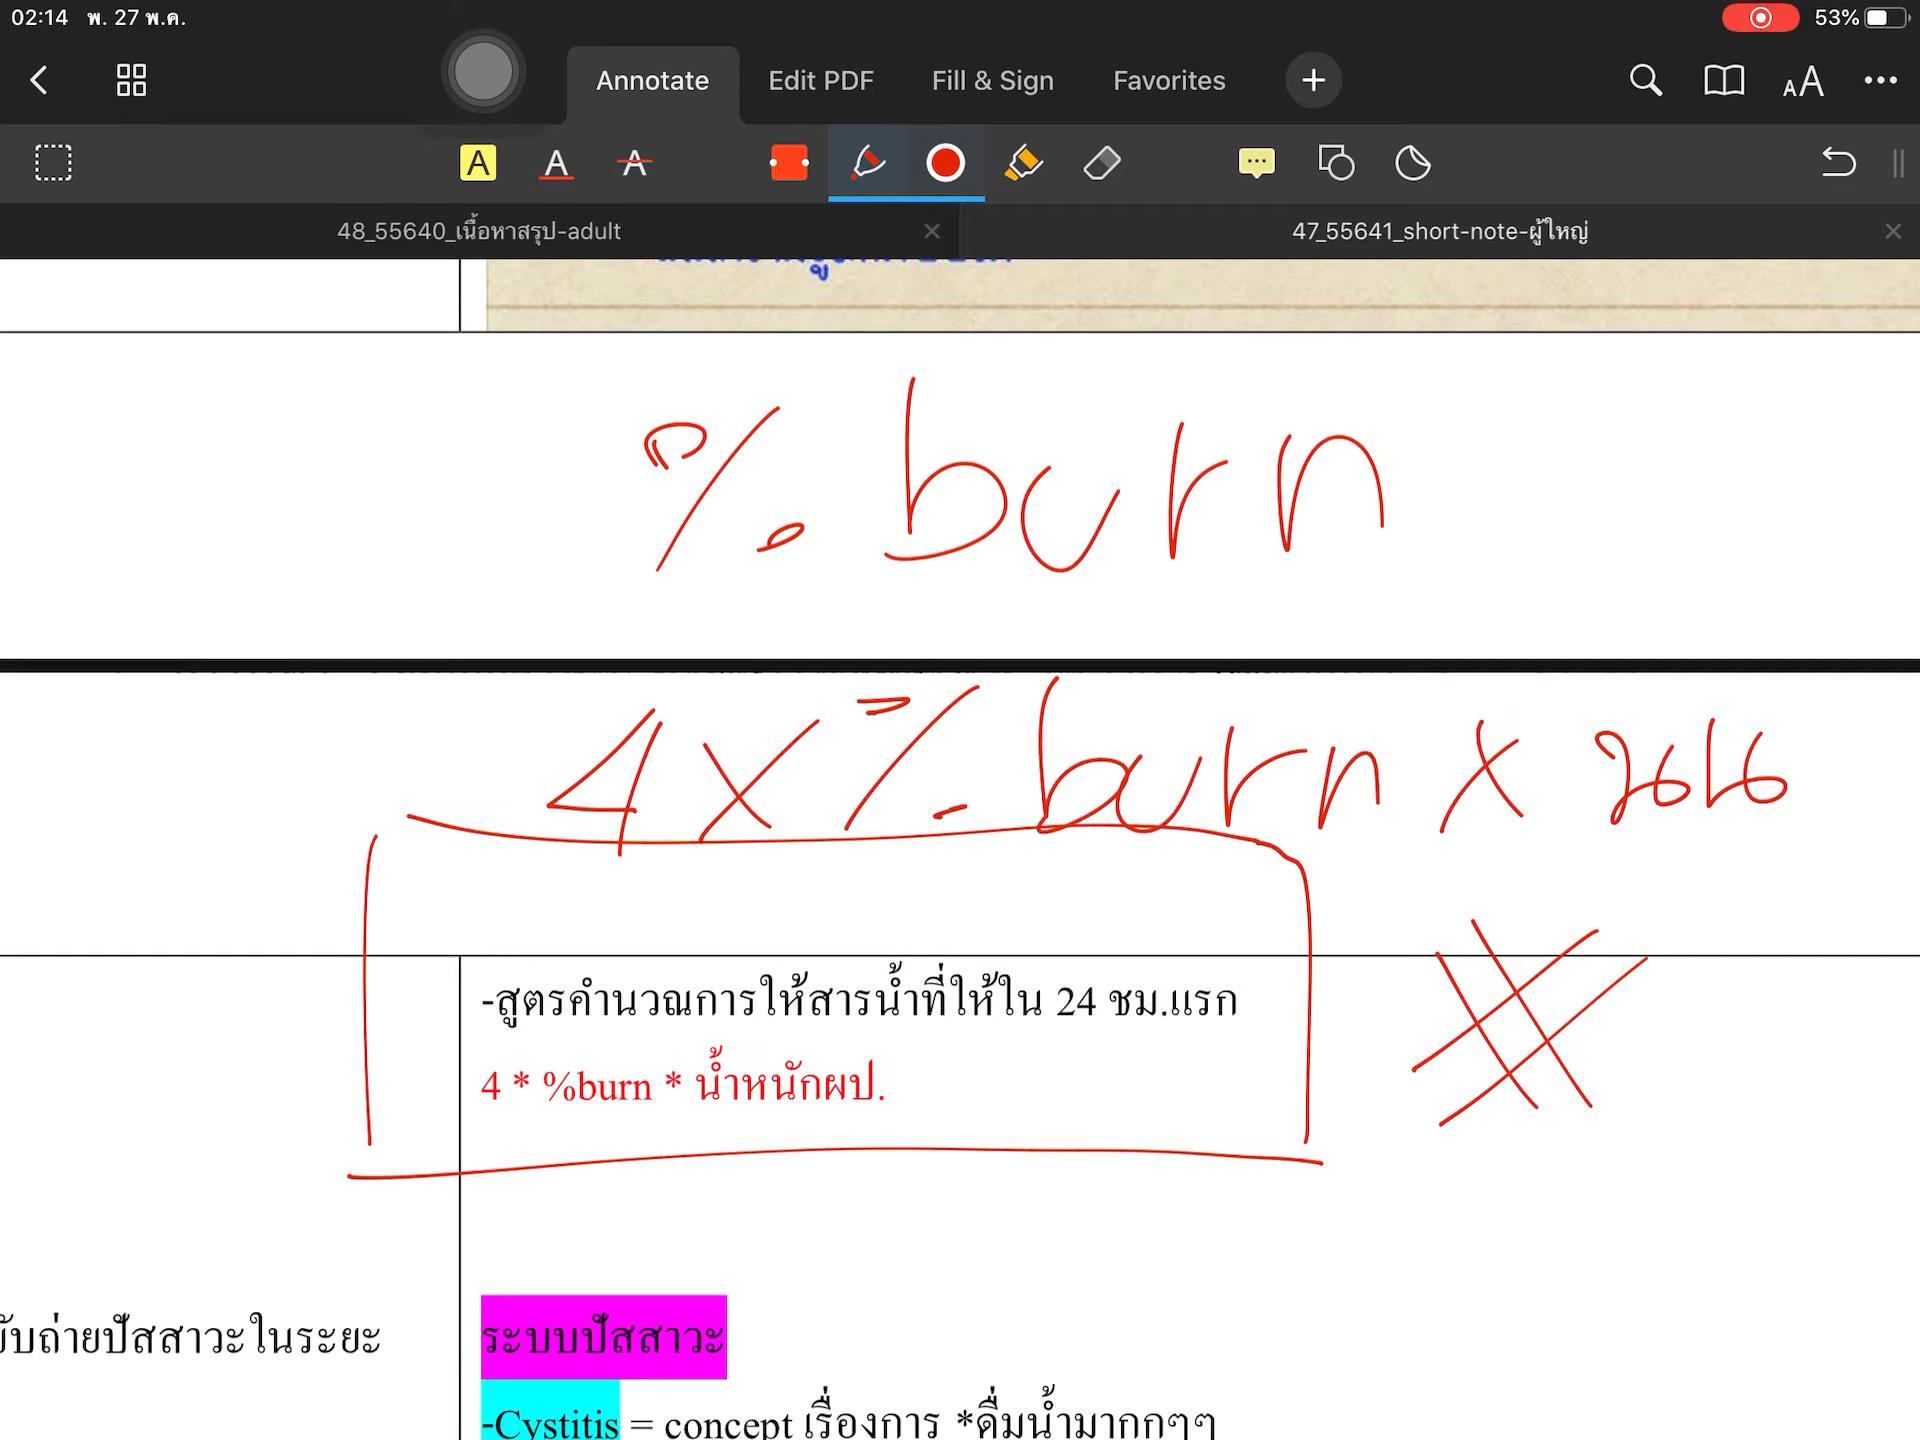 02:14 พ. 27 พ.ค. 53%
Annotate Edit PDF Fill & Sign Favorites
48_55640_เนื้อหาสรุป-adult 47_55641_short-note-ผู้ใหญ่
% burn
4 x % burn x นน
-สูตรคำนวณการให้สารน้ำที่ให้ใน 24 ชม.แรก
4 * %burn * น้ำหนักผป.
ขับถ่ายปัสสาวะในระยะ
ระบบปัสสาวะ
-Cystitis = concept เรื่องการ *ดื่มน้ำมากกๆๆ